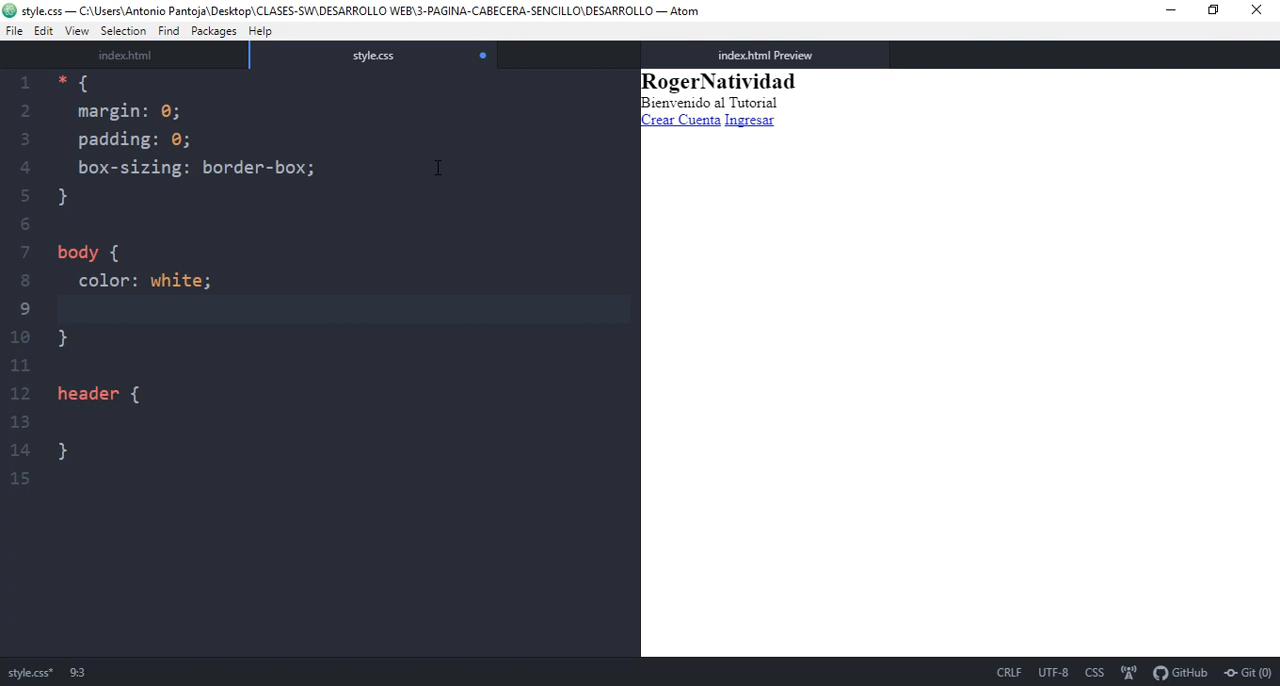 style.css — C:\Users\Antonio Pantoja\Desktop\CLASES-SW\DESARROLLO WEB\3-PAGINA-CABECERA-SENCILLO\DESARROLLO — Atom
File Edit View Selection Find Packages Help
index.html style.css index.html Preview
1 * {
2 margin: 0;
3 padding: 0;
4 box-sizing: border-box;
5 }
6
7 body {
8 color: white;
9
10 }
11
12 header {
13
14 }
15
RogerNatividad
Bienvenido al Tutorial
Crear Cuenta Ingresar
style.css* 9:3 CRLF UTF-8 CSS GitHub Git (0)